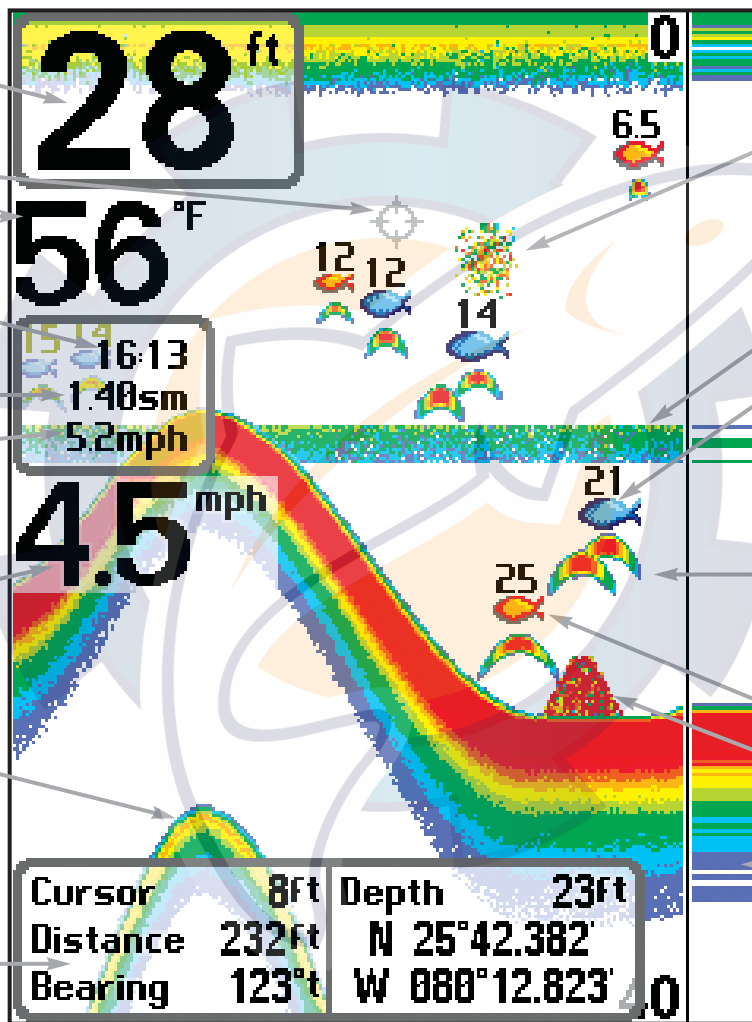 28 ft
0
6.5
56 °F
12
12
14
15 14
16:13
1.40sm
5.2mph
4.5 mph
21
25
Cursor 8ft
Distance 232ft
Bearing 123°t
Depth 23ft
N 25°42.382'
W 080°12.823'
40